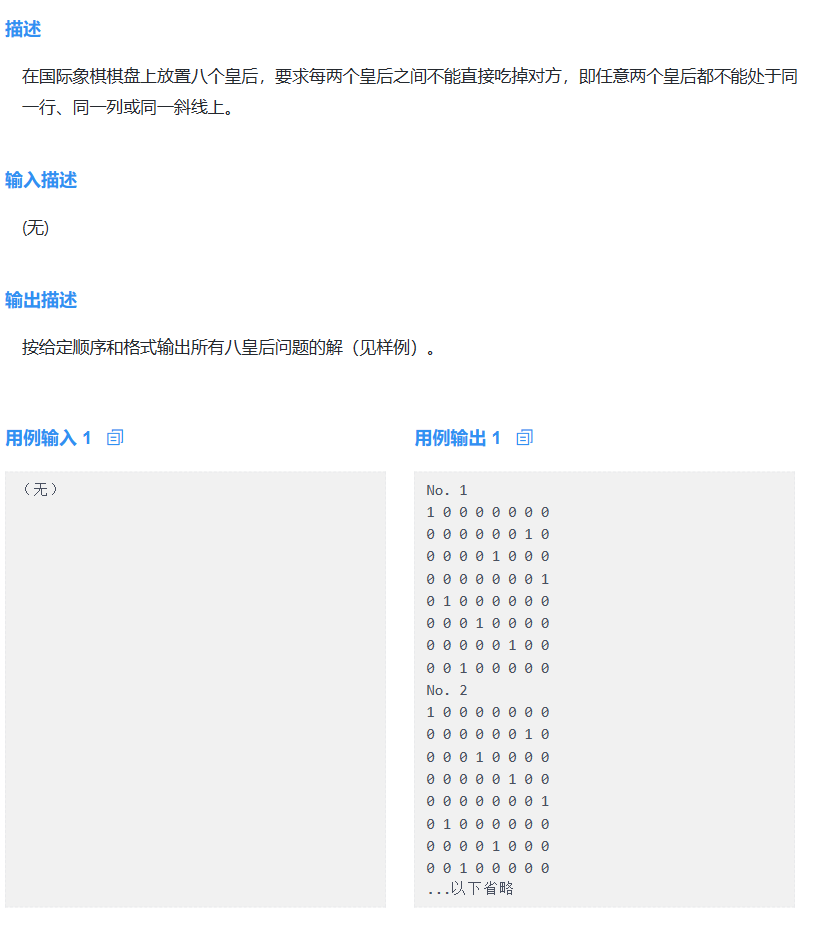 描述
在国际象棋棋盘上放置八个皇后，要求每两个皇后之间不能直接吃掉对方，即任意两个皇后都不能处于同
一行、同一列或同一斜线上。
输入描述
(无)
输出描述
按给定顺序和格式输出所有八皇后问题的解（见样例）。
用例输入 1
（无）
用例输出 1
No. 1
1 0 0 0 0 0 0 0
0 0 0 0 0 0 1 0
0 0 0 0 1 0 0 0
0 0 0 0 0 0 0 1
0 1 0 0 0 0 0 0
0 0 0 1 0 0 0 0
0 0 0 0 0 1 0 0
0 0 1 0 0 0 0 0
No. 2
1 0 0 0 0 0 0 0
0 0 0 0 0 0 1 0
0 0 0 1 0 0 0 0
0 0 0 0 0 1 0 0
0 0 0 0 0 0 0 1
0 1 0 0 0 0 0 0
0 0 0 0 1 0 0 0
0 0 1 0 0 0 0 0
...以下省略